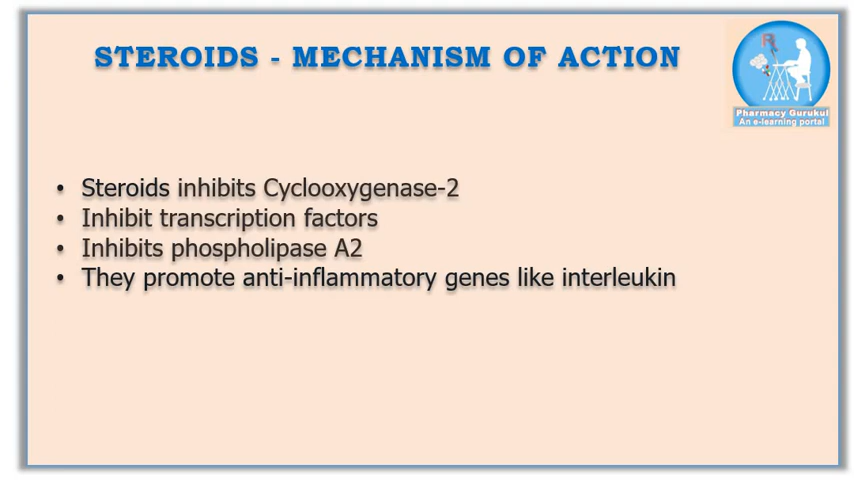 STEROIDS - MECHANISM OF ACTION
Pharmacy Gurukul
An e-learning portal
• Steroids inhibits Cyclooxygenase-2
• Inhibit transcription factors
• Inhibits phospholipase A2
• They promote anti-inflammatory genes like interleukin